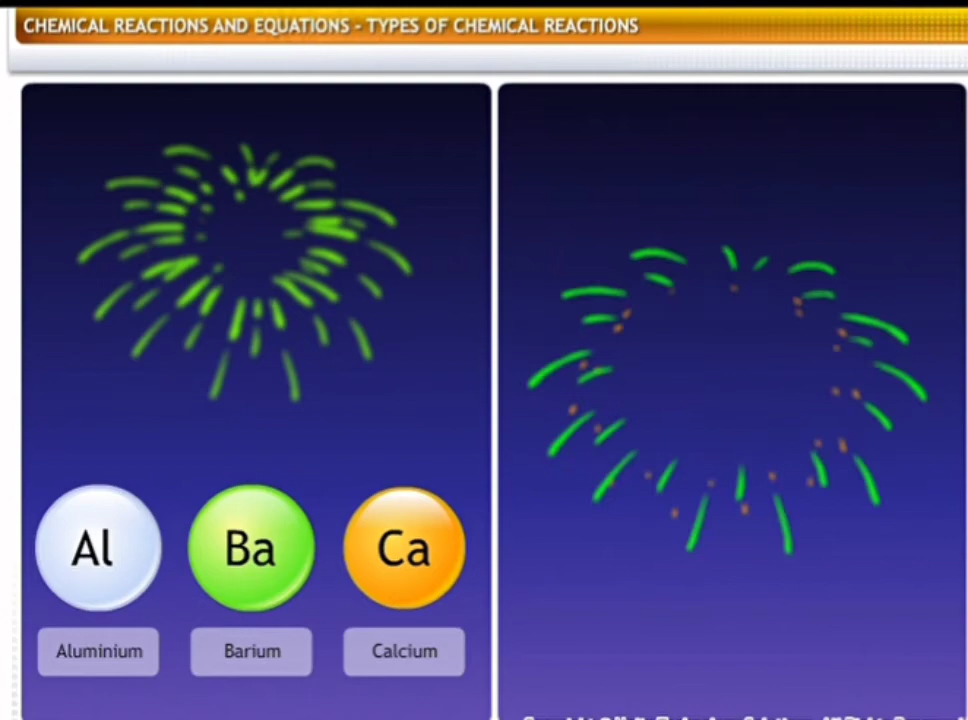 CHEMICAL REACTIONS AND EQUATIONS - TYPES OF CHEMICAL REACTIONS
Al
Ba
Ca
Aluminium
Barium
Calcium